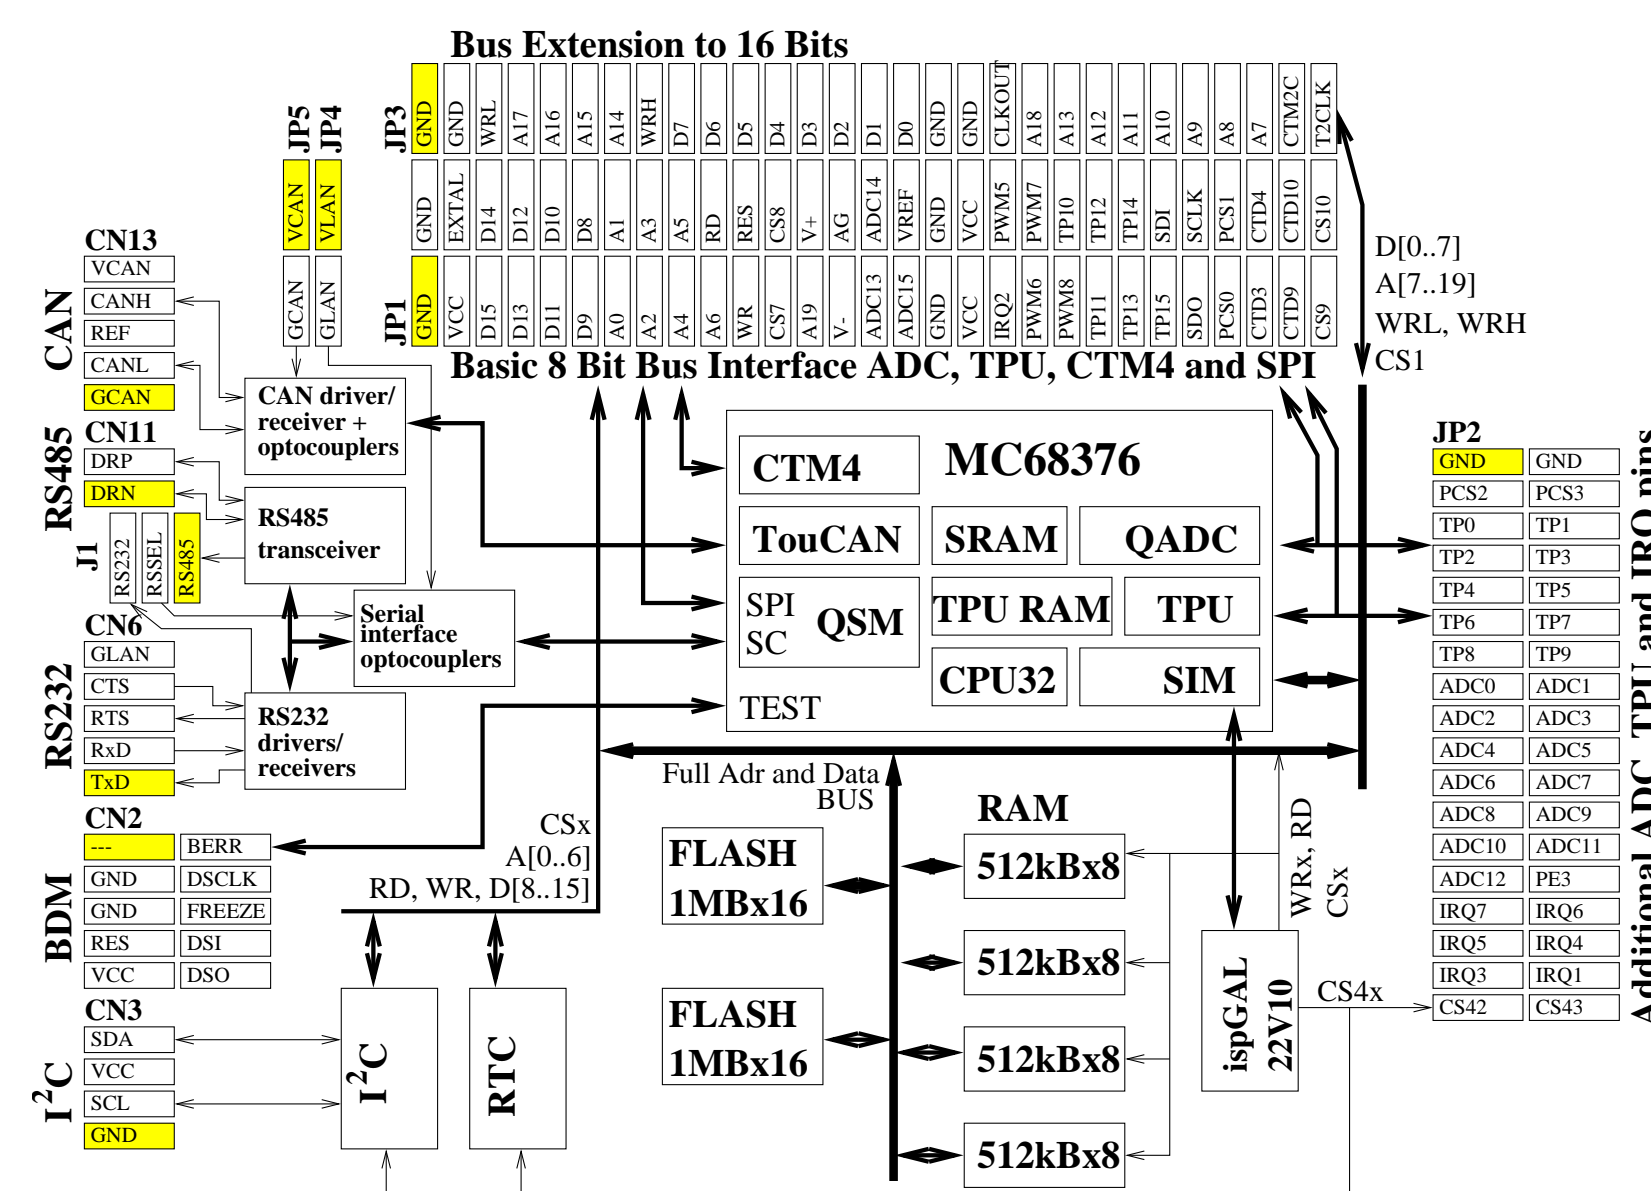 Bus Extension to 16 Bits
JP5
JP4
JP3
GND GND WRL A17 A16 A15 A14 WRH D7 D6 D5 D4 D3 D2 D1 D0 GND GND CLKOUT A18 A13 A12 A11 A10 A9 A8 A7 CTM2C T2CLK
VCAN VLAN
GND EXTAL D14 D12 D10 D8 A1 A3 A5 RD RES CS8 V+ AG ADC14 VREF GND VCC PWM5 PWM7 TP10 TP12 TP14 SDI SCLK PCS1 CTD4 CTD10 CS10
GCAN GLAN
JP1
GND VCC D15 D13 D11 D9 A0 A2 A4 A6 WR CS7 A19 V- ADC13 ADC15 GND VCC IRQ2 PWM6 PWM8 TP11 TP13 TP15 SDO PCS0 CTD3 CTD9 CS9
Basic 8 Bit Bus Interface ADC, TPU, CTM4 and SPI
D[0..7]
A[7..19]
WRL, WRH
CS1
CAN
CN13
VCAN
CANH
REF
CANL
GCAN
CAN driver/
receiver +
optocouplers
RS485
CN11
DRP
DRN
RS485
transceiver
J1
RS232
RSSEL
RS485
Serial
interface
optocouplers
RS232
CN6
GLAN
CTS
RTS
RxD
TxD
RS232
drivers/
receivers
MC68376
CTM4
TouCAN
SRAM
QADC
SPI
SC
QSM
TPU RAM
TPU
CPU32
SIM
TEST
BDM
CN2
--- BERR
GND DSCLK
GND FREEZE
RES DSI
VCC DSO
CSx
A[0..6]
RD, WR, D[8..15]
I2C
CN3
SDA
VCC
SCL
GND
I2C
RTC
Full Adr and Data
BUS
FLASH
1MBx16
FLASH
1MBx16
RAM
512kBx8
512kBx8
512kBx8
512kBx8
WRx, RD
CSx
ispGAL
22V10
CS4x
JP2
GND GND
PCS2 PCS3
TP0 TP1
TP2 TP3
TP4 TP5
TP6 TP7
TP8 TP9
ADC0 ADC1
ADC2 ADC3
ADC4 ADC5
ADC6 ADC7
ADC8 ADC9
ADC10 ADC11
ADC12 PE3
IRQ7 IRQ6
IRQ5 IRQ4
IRQ3 IRQ1
CS42 CS43
Additional ADC, TPU and IRQ pins